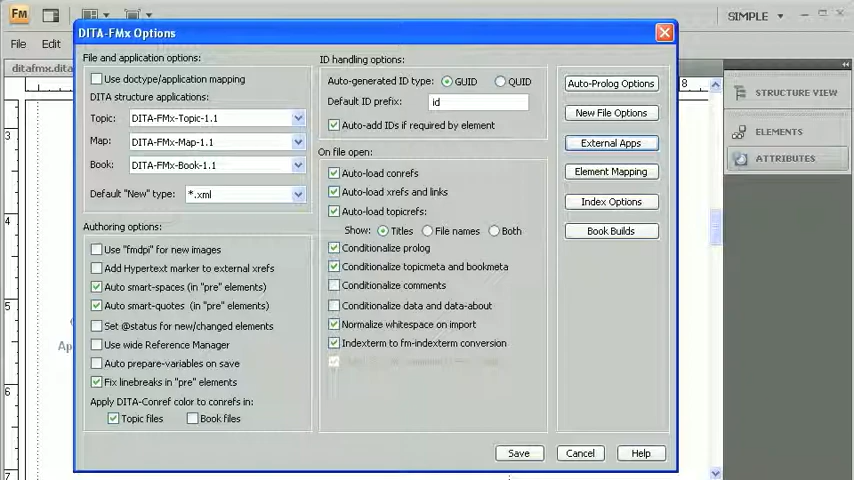 Fm
SIMPLE
File Edit
DITA-FMx Options
ditafmx.dita
8
3
4
5
6
7
File and application options:
Use doctype/application mapping
DITA structure applications:
Topic: DITA-FMx-Topic-1.1
Map: DITA-FMx-Map-1.1
Book: DITA-FMx-Book-1.1
Default "New" type: *.xml
Authoring options:
Use "fmdpi" for new images
Add Hypertext marker to external xrefs
Auto smart-spaces (in "pre" elements)
Auto smart-quotes (in "pre" elements)
Set @status for new/changed elements
Use wide Reference Manager
Auto prepare-variables on save
Fix linebreaks in "pre" elements
Apply DITA-Conref color to conrefs in:
Topic files Book files
ID handling options:
Auto-generated ID type: GUID QUID
Default ID prefix: id
Auto-add IDs if required by element
On file open:
Auto-load conrefs
Auto-load xrefs and links
Auto-load topicrefs:
Show: Titles File names Both
Conditionalize prolog
Conditionalize topicmeta and bookmeta
Conditionalize comments
Conditionalize data and data-about
Normalize whitespace on import
Indexterm to fm-indexterm conversion
Auto-Prolog Options
New File Options
External Apps
Element Mapping
Index Options
Book Builds
Save Cancel Help
STRUCTURE VIEW
ELEMENTS
ATTRIBUTES